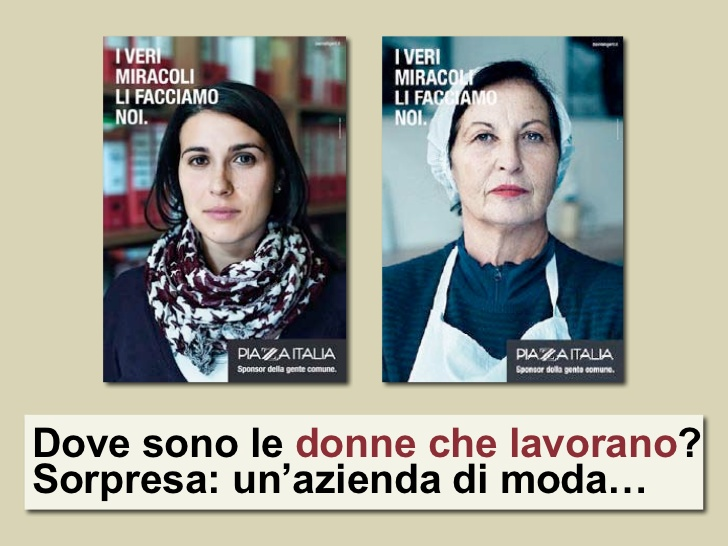 I VERI
MIRACOLI
LI FACCIAMO
NOI.
PIAZZA ITALIA
Sponsor della gente comune.
I VERI
MIRACOLI
LI FACCIAMO
NOI.
PIAZZA ITALIA
Sponsor della gente comune.
Dove sono le donne che lavorano?
Sorpresa: un’azienda di moda…